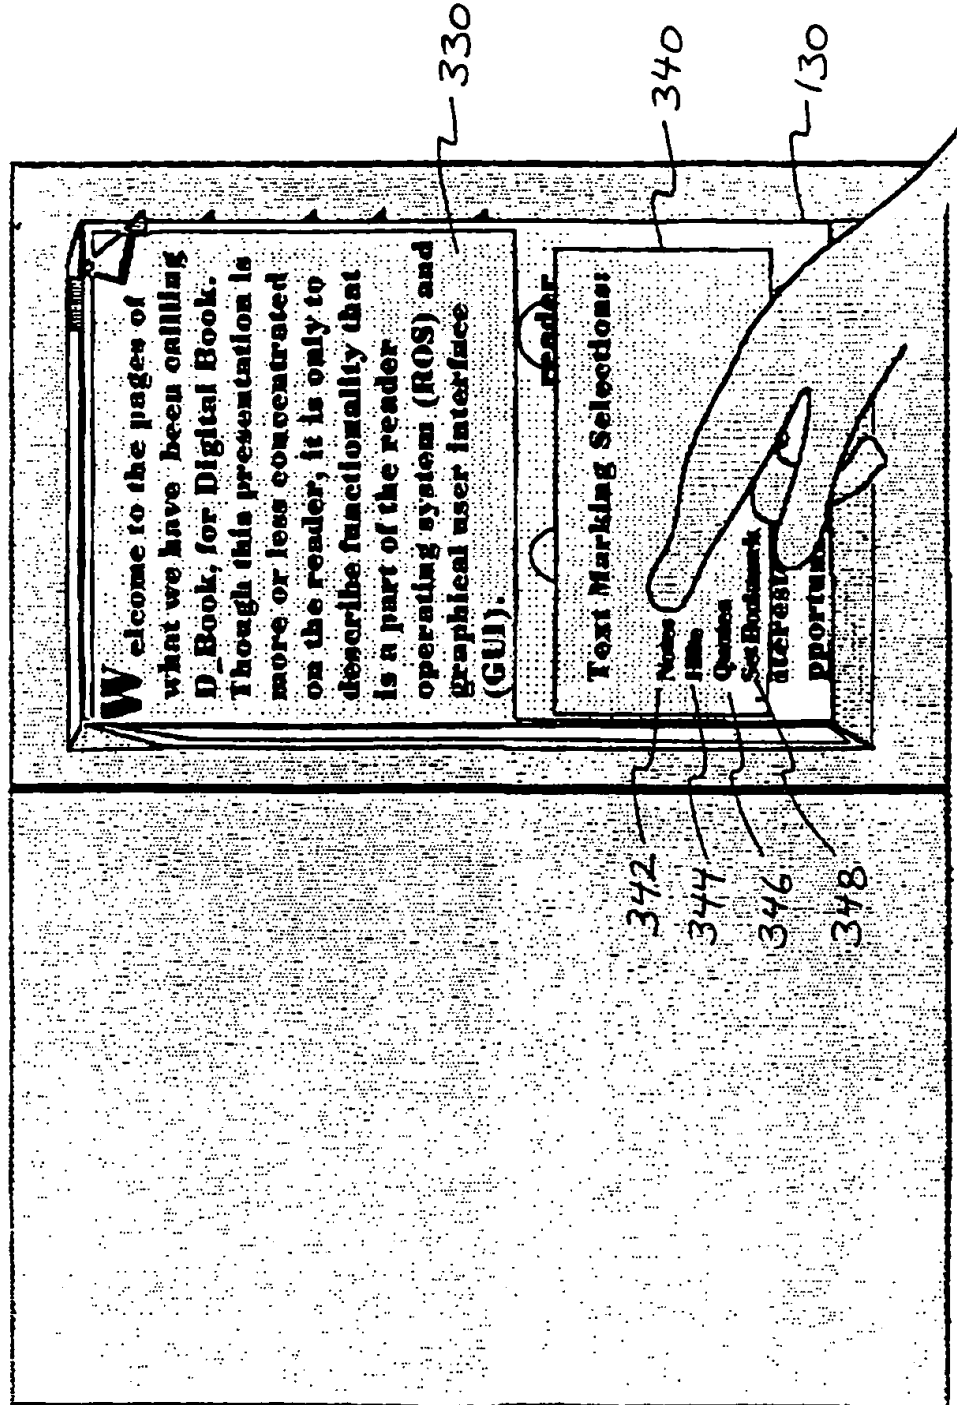 Welcome to the pages of
what we have been calling
D_Book, for Digital Book.
Though this presentation is
more or less concentrated
on the reader, it is only to
describe functionality that
is a part of the reader
operating system (ROS) and
graphical user interface
(GUI).
reader
Text Marking Selections:
Notes
Quotes
Set Bookmark
pportun
330
340
130
342
344
346
348